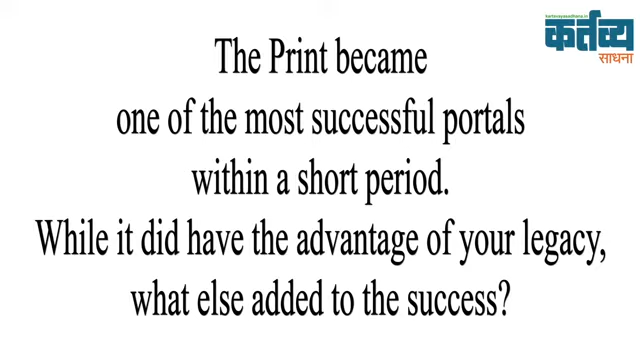 kartavyasadhana.in
कर्तव्य
साधना
The Print became
one of the most successful portals
within a short period.
While it did have the advantage of your legacy,
what else added to the success?